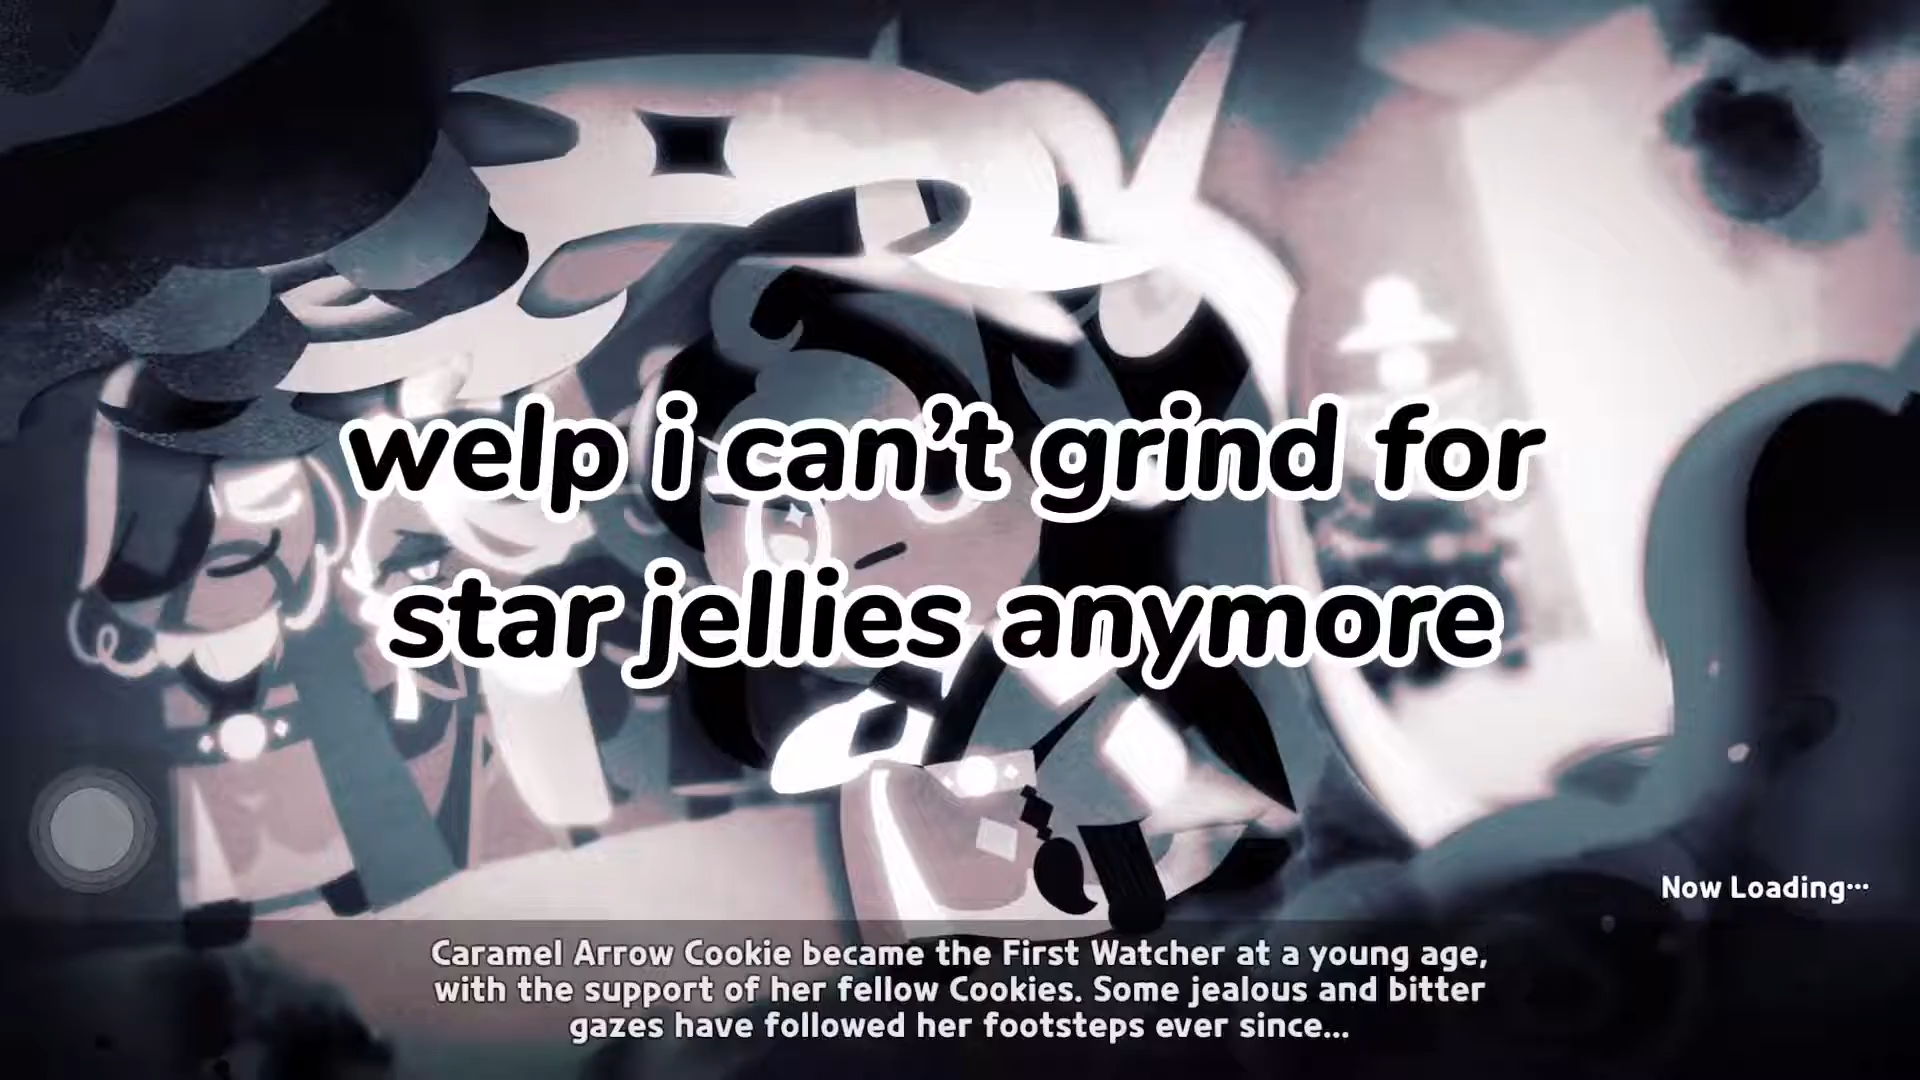 welp i can't grind for
star jellies anymore
Now Loading...
Caramel Arrow Cookie became the First Watcher at a young age,
with the support of her fellow Cookies. Some jealous and bitter
gazes have followed her footsteps ever since...